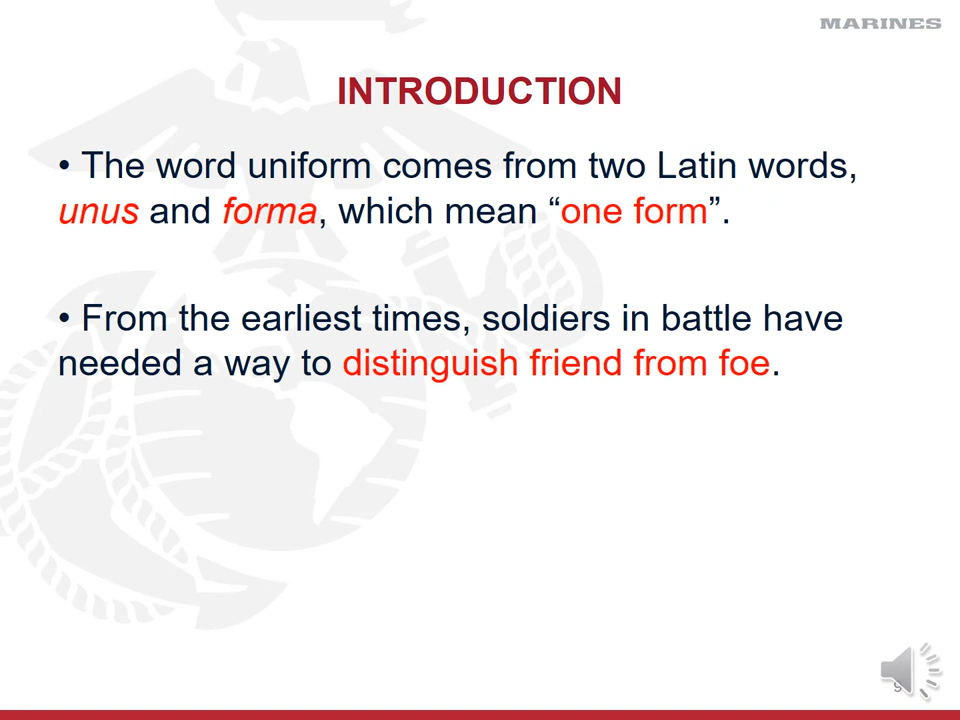 MARINES
INTRODUCTION
• The word uniform comes from two Latin words,
unus and forma, which mean “one form”.
• From the earliest times, soldiers in battle have
needed a way to distinguish friend from foe.
9